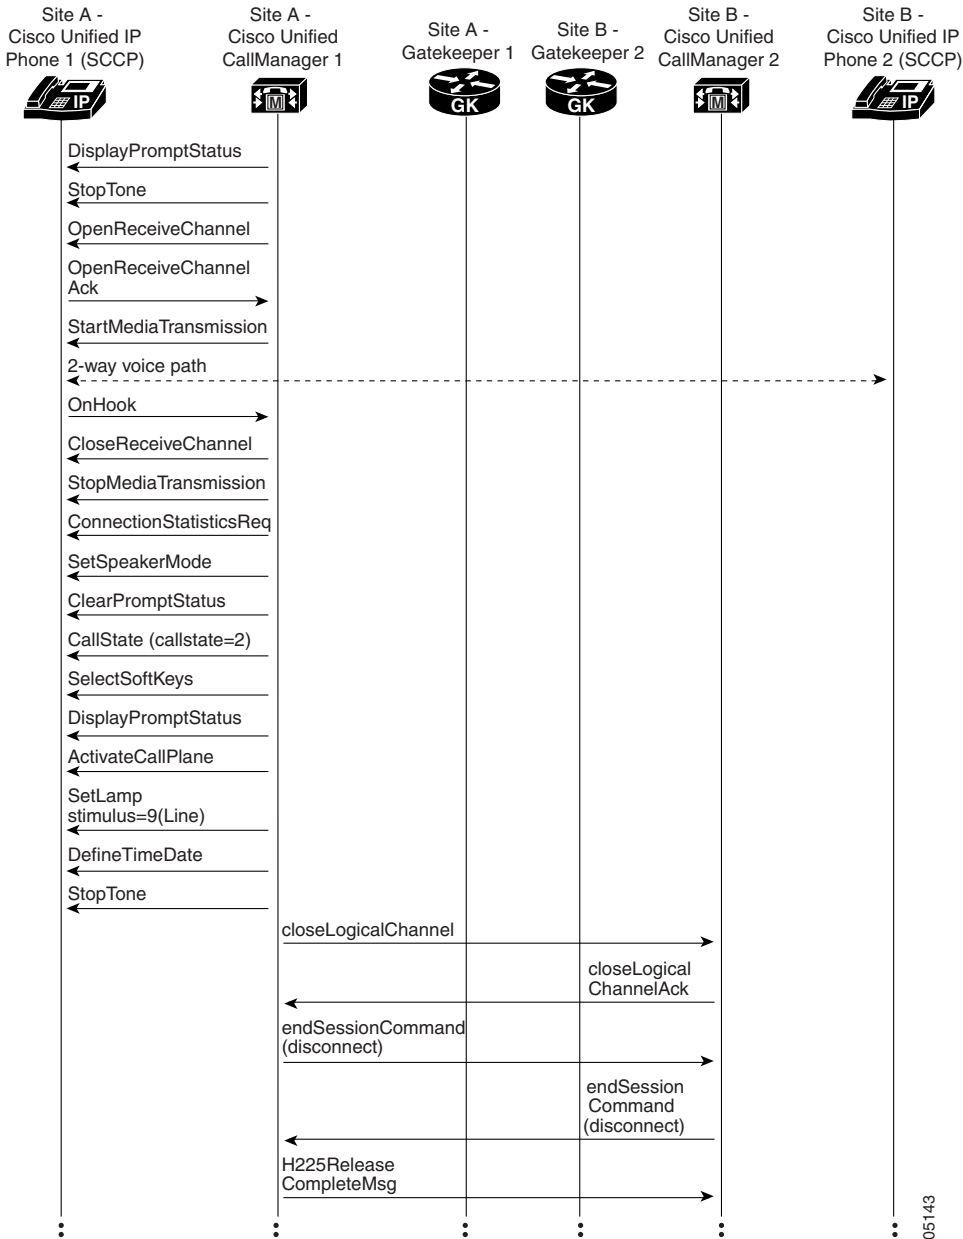 Site A -
Cisco Unified IP
Phone 1 (SCCP)
Site A -
Cisco Unified
CallManager 1
Site A -
Gatekeeper 1
Site B -
Gatekeeper 2
Site B -
Cisco Unified
CallManager 2
Site B -
Cisco Unified IP
Phone 2 (SCCP)
IP
M
GK
GK
M
IP
DisplayPromptStatus
StopTone
OpenReceiveChannel
OpenReceiveChannel
Ack
StartMediaTransmission
2-way voice path
OnHook
CloseReceiveChannel
StopMediaTransmission
ConnectionStatisticsReq
SetSpeakerMode
ClearPromptStatus
CallState (callstate=2)
SelectSoftKeys
DisplayPromptStatus
ActivateCallPlane
SetLamp
stimulus=9(Line)
DefineTimeDate
StopTone
closeLogicalChannel
closeLogical
ChannelAck
endSessionCommand
(disconnect)
endSession
Command
(disconnect)
H225Release
CompleteMsg
05143